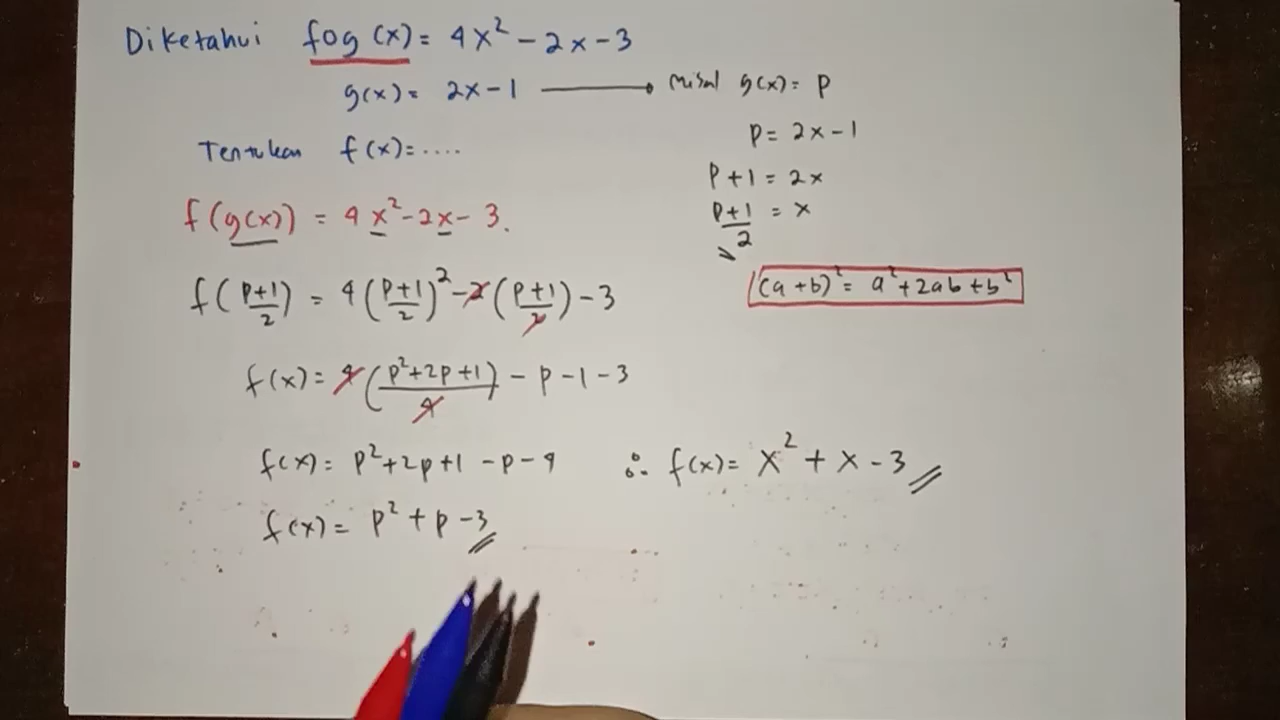 Diketahui fog (x) = 4x² - 2x - 3
g(x) = 2x - 1 → misal g(x) = p
p = 2x - 1
Tentukan f(x) = ....
p + 1 = 2x
(p+1)/2 = x
f(g(x)) = 4x² - 2x - 3.
(a+b)² = a² + 2ab + b²
f((p+1)/2) = 4((p+1)/2)² - 2((p+1)/2) - 3
f(x) = 4((p²+2p+1)/4) - p - 1 - 3
f(x) = p² + 2p + 1 - p - 4
∴ f(x) = x² + x - 3
f(x) = p² + p - 3